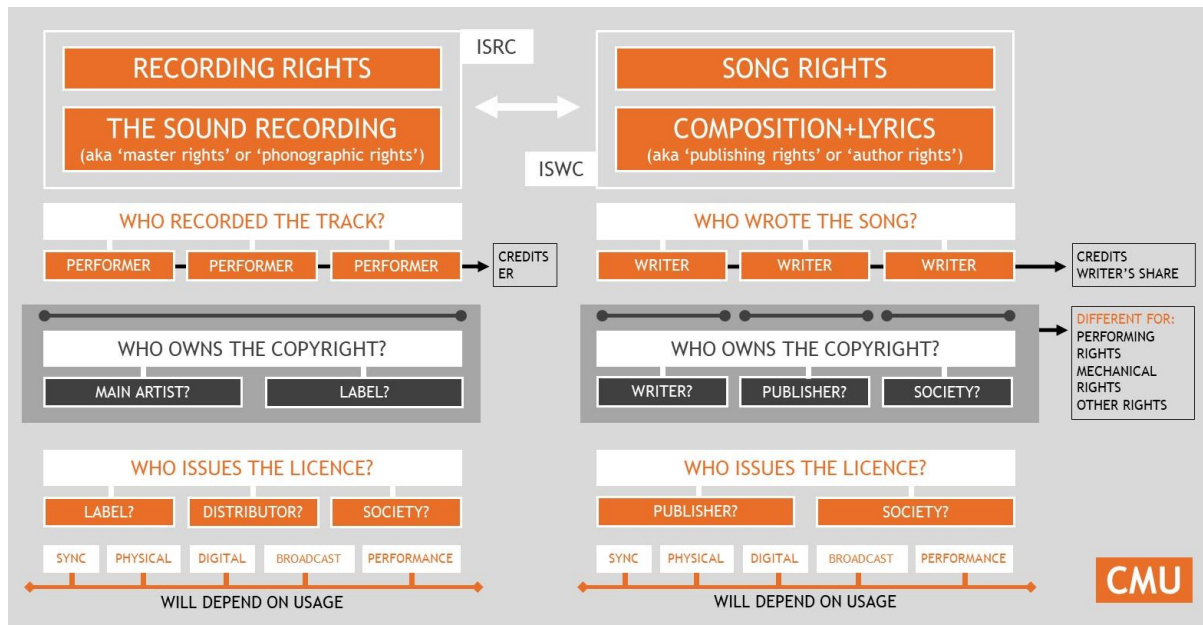 RECORDING RIGHTS
THE SOUND RECORDING
(aka ‘master rights’ or ‘phonographic rights’)
ISRC
ISWC
SONG RIGHTS
COMPOSITION+LYRICS
(aka ‘publishing rights’ or ‘author rights’)
WHO RECORDED THE TRACK?
PERFORMER
PERFORMER
PERFORMER
CREDITS
ER
WHO WROTE THE SONG?
WRITER
WRITER
WRITER
CREDITS
WRITER’S SHARE
WHO OWNS THE COPYRIGHT?
MAIN ARTIST?
LABEL?
WHO OWNS THE COPYRIGHT?
WRITER?
PUBLISHER?
SOCIETY?
DIFFERENT FOR:
PERFORMING
RIGHTS
MECHANICAL
RIGHTS
OTHER RIGHTS
WHO ISSUES THE LICENCE?
LABEL?
DISTRIBUTOR?
SOCIETY?
SYNC
PHYSICAL
DIGITAL
BROADCAST
PERFORMANCE
WILL DEPEND ON USAGE
WHO ISSUES THE LICENCE?
PUBLISHER?
SOCIETY?
SYNC
PHYSICAL
DIGITAL
BROADCAST
PERFORMANCE
WILL DEPEND ON USAGE
CMU